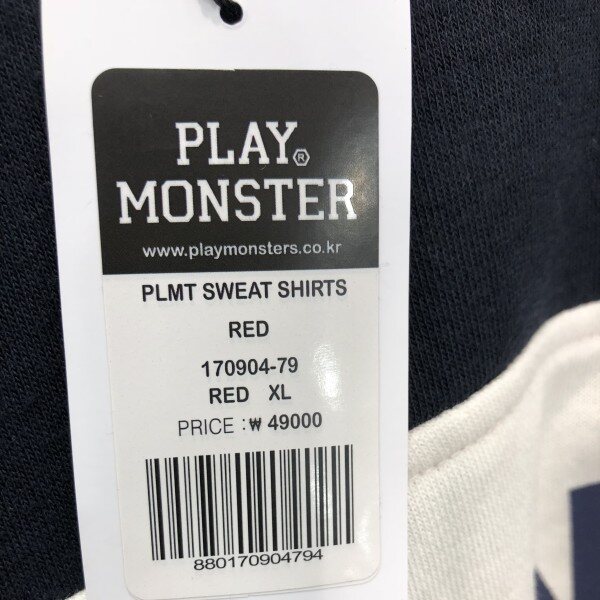 PLAY®
MONSTER
www.playmonsters.co.kr
PLMT SWEAT SHIRTS
RED
170904-79
RED XL
PRICE : ₩ 49000
880170904794